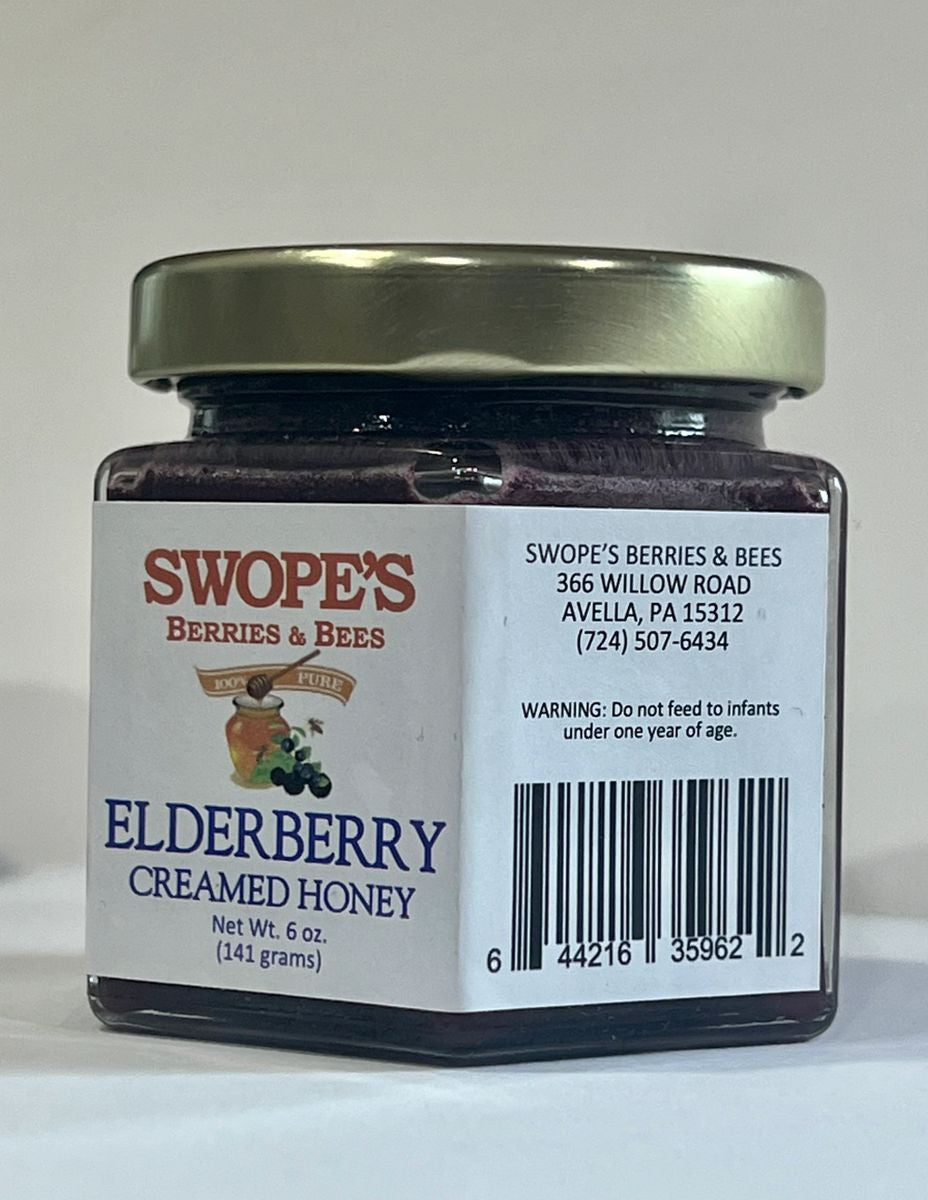 SWOPE'S
BERRIES & BEES
100% PURE
ELDERBERRY
CREAMED HONEY
Net Wt. 6 oz.
(141 grams)
SWOPE'S BERRIES & BEES
366 WILLOW ROAD
AVELLA, PA 15312
(724) 507-6434
WARNING: Do not feed to infants
under one year of age.
6 44216 35962 2